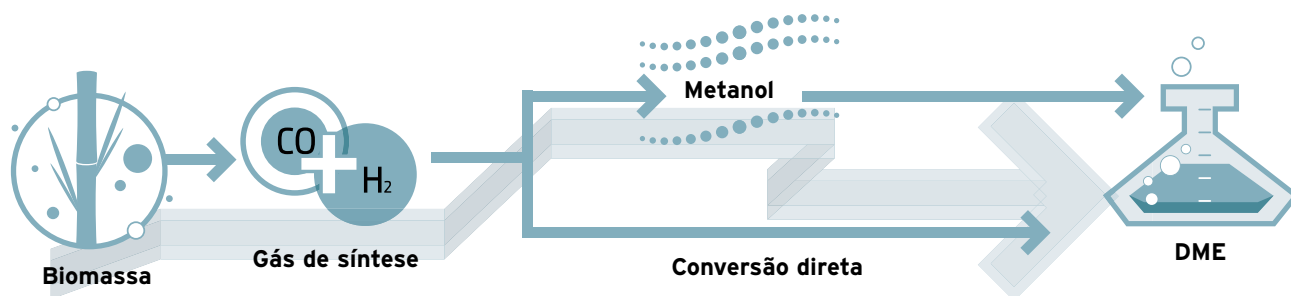 Biomassa
CO
H₂
Gás de síntese
Metanol
Conversão direta
DME